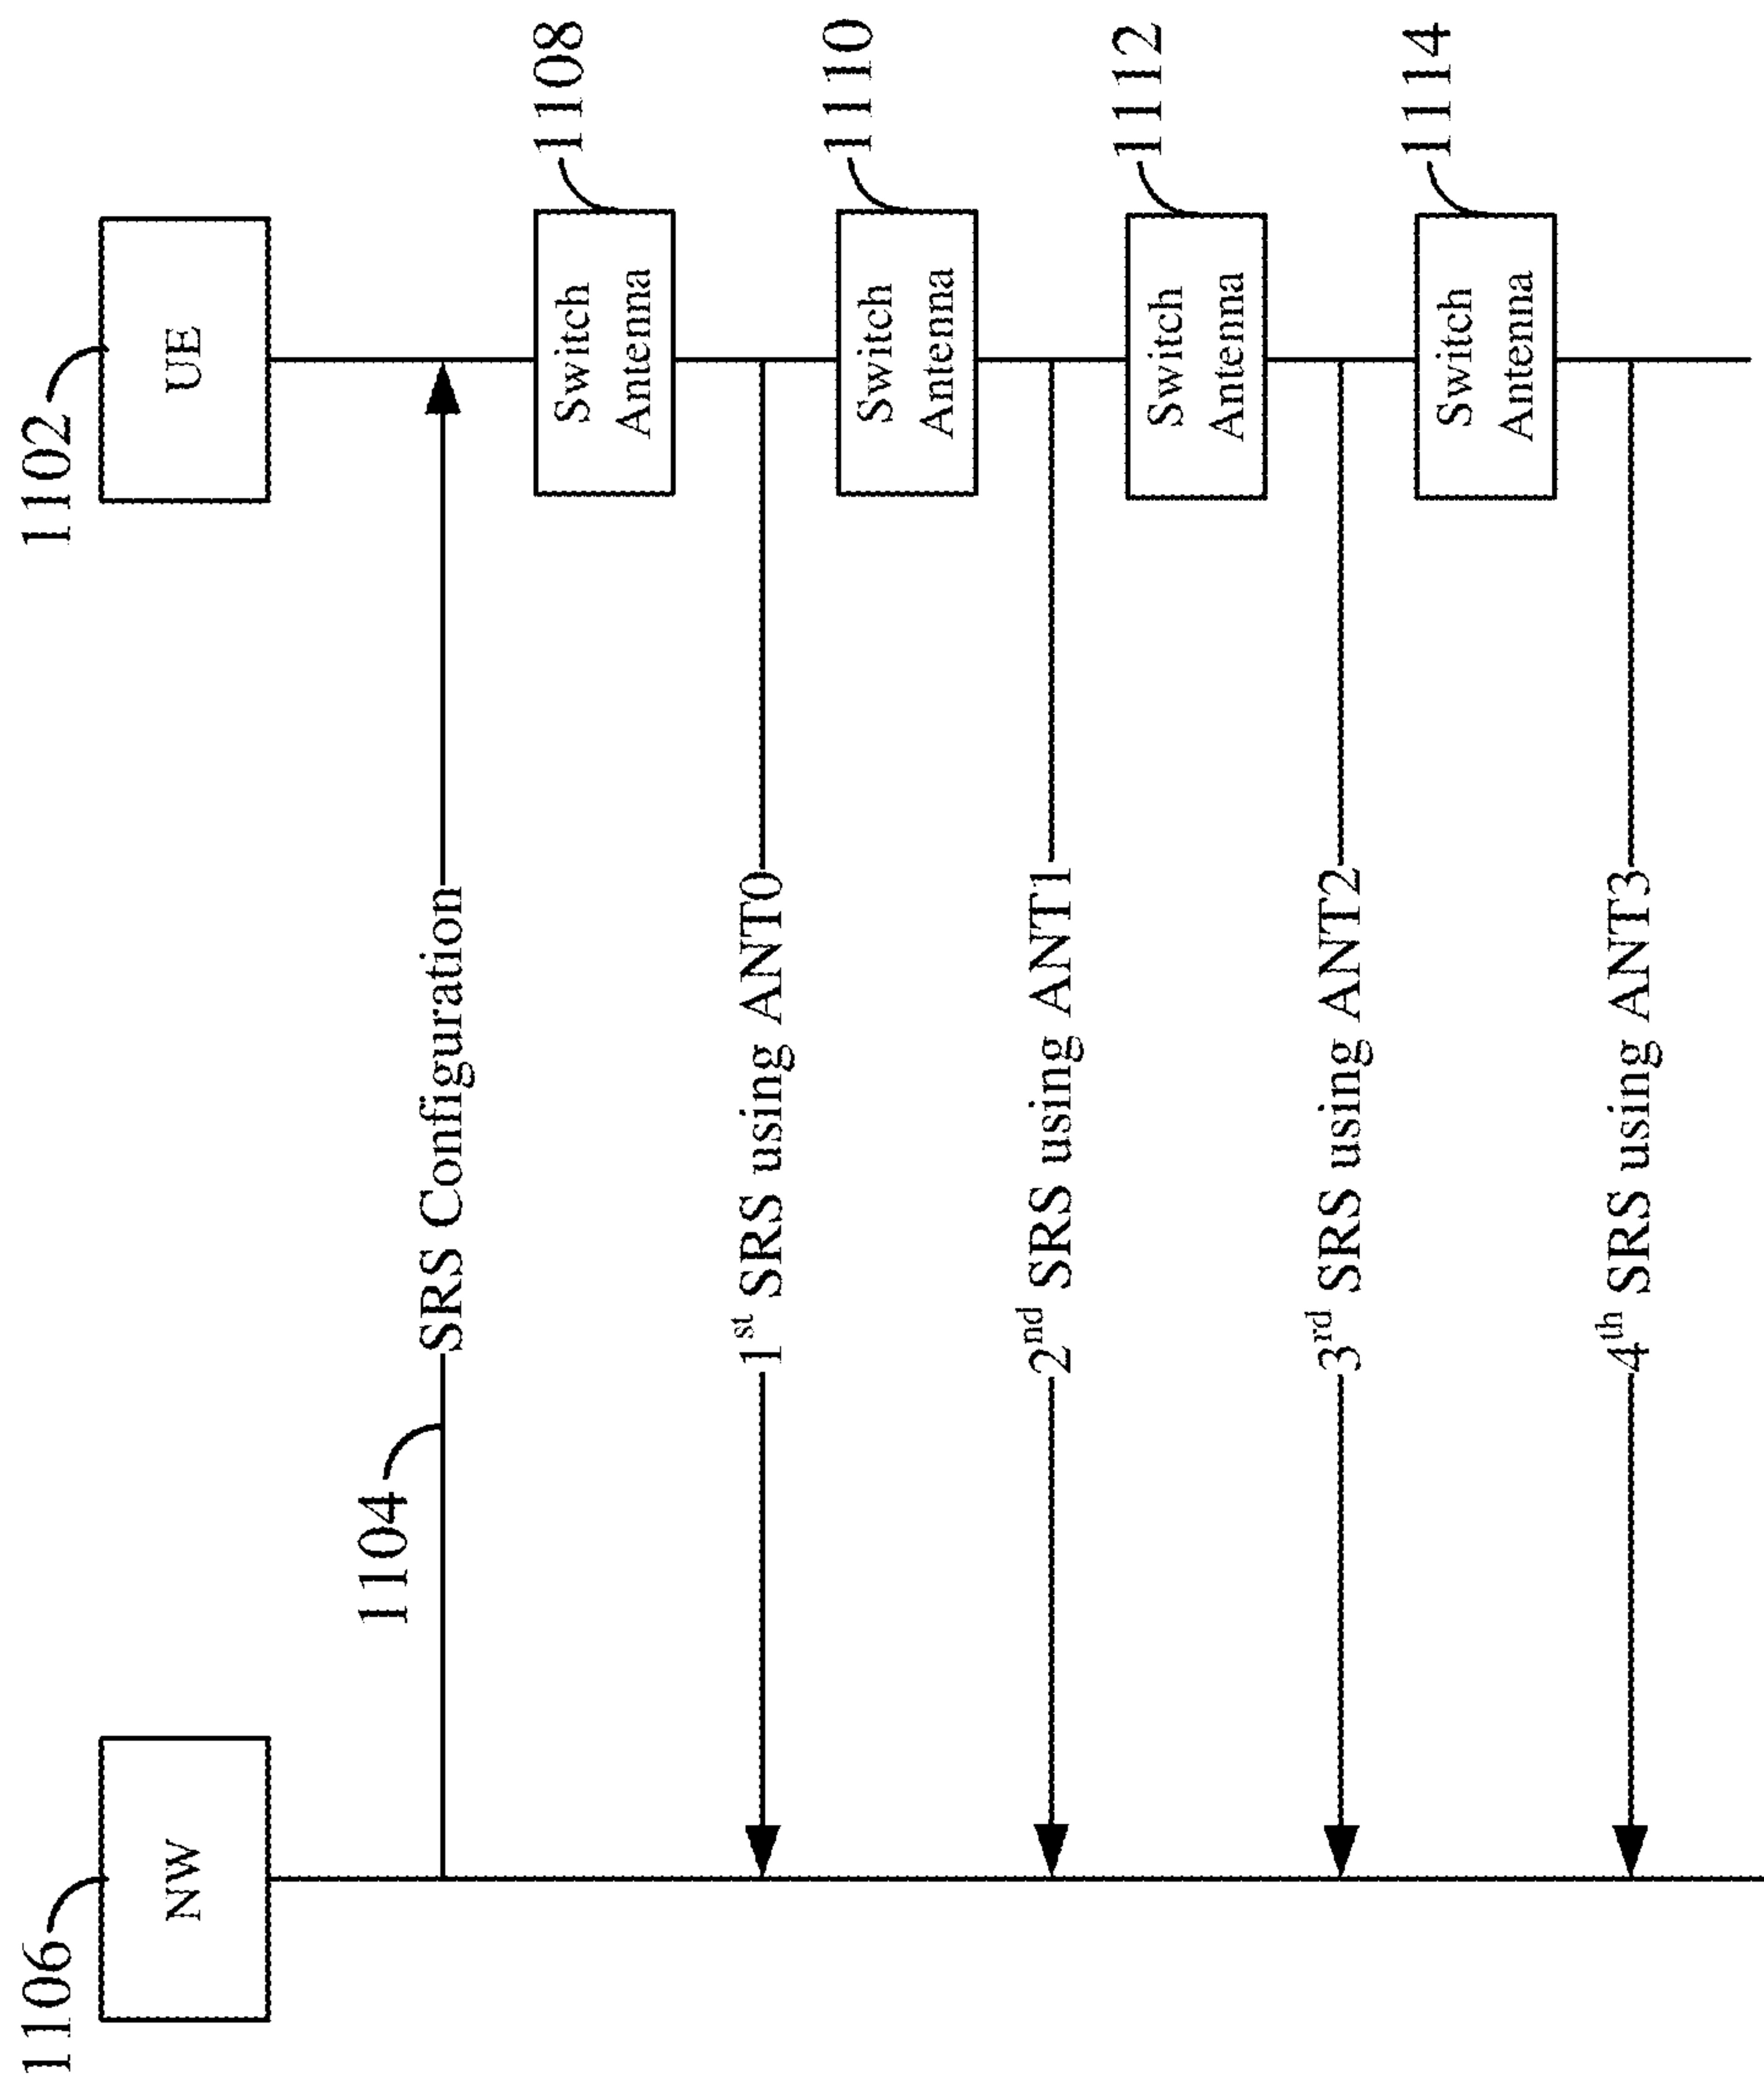 1106
1102
NW
UE
1104
SRS Configuration
1108
Switch
Antenna
1st SRS using ANT0
1110
Switch
Antenna
2nd SRS using ANT1
1112
Switch
Antenna
3rd SRS using ANT2
1114
Switch
Antenna
4th SRS using ANT3